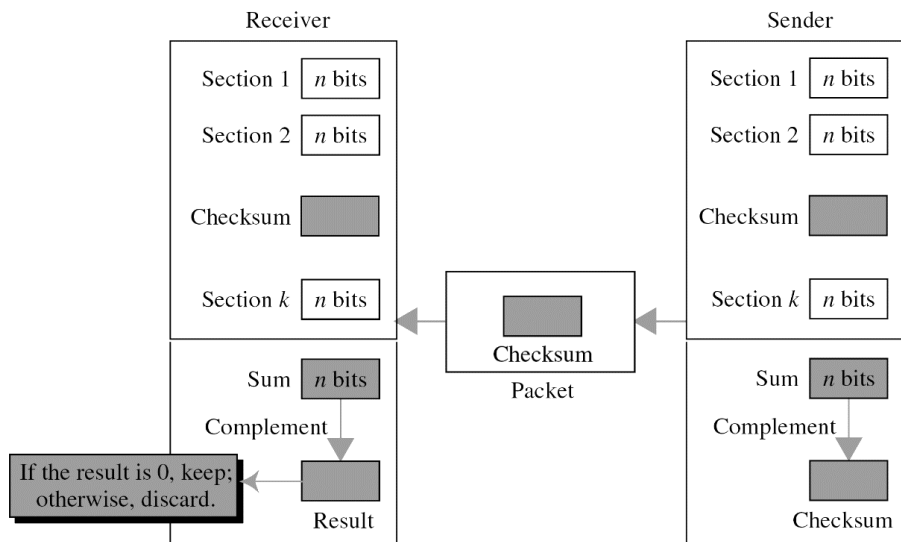 Receiver
Sender
Section 1 n bits
Section 2 n bits
Checksum
Section k n bits
Sum n bits
Complement
If the result is 0, keep;
otherwise, discard.
Result
Checksum
Packet
Section 1 n bits
Section 2 n bits
Checksum
Section k n bits
Sum n bits
Complement
Checksum